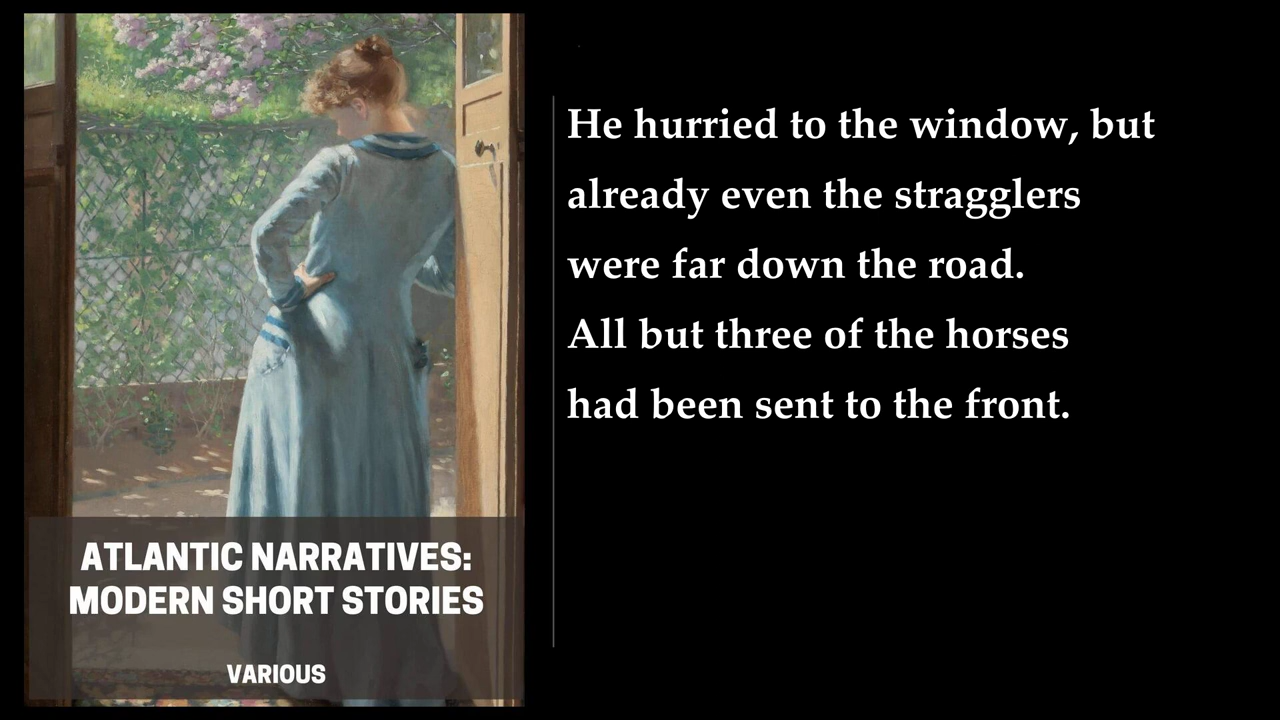 He hurried to the window, but
already even the stragglers
were far down the road.
All but three of the horses
had been sent to the front.
ATLANTIC NARRATIVES:
MODERN SHORT STORIES
VARIOUS